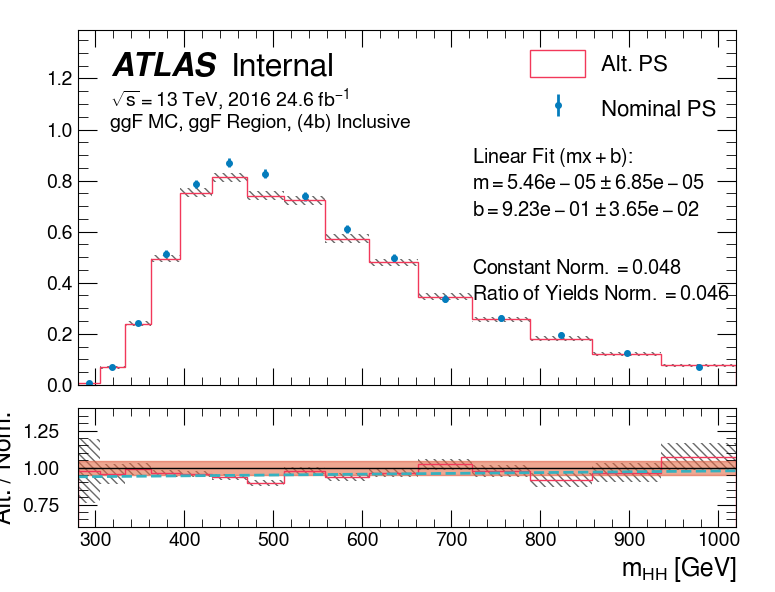 ATLAS Internal
√s = 13 TeV, 2016 24.6 fb⁻¹
ggF MC, ggF Region, (4b) Inclusive
Alt. PS
Nominal PS
Linear Fit (mx + b):
m = 5.46e − 05 ± 6.85e − 05
b = 9.23e − 01 ± 3.65e − 02
Constant Norm. = 0.048
Ratio of Yields Norm. = 0.046
1.2
1.0
0.8
0.6
0.4
0.2
0.0
Alt. / Nom.
1.25
1.00
0.75
300 400 500 600 700 800 900 1000
m_HH [GeV]